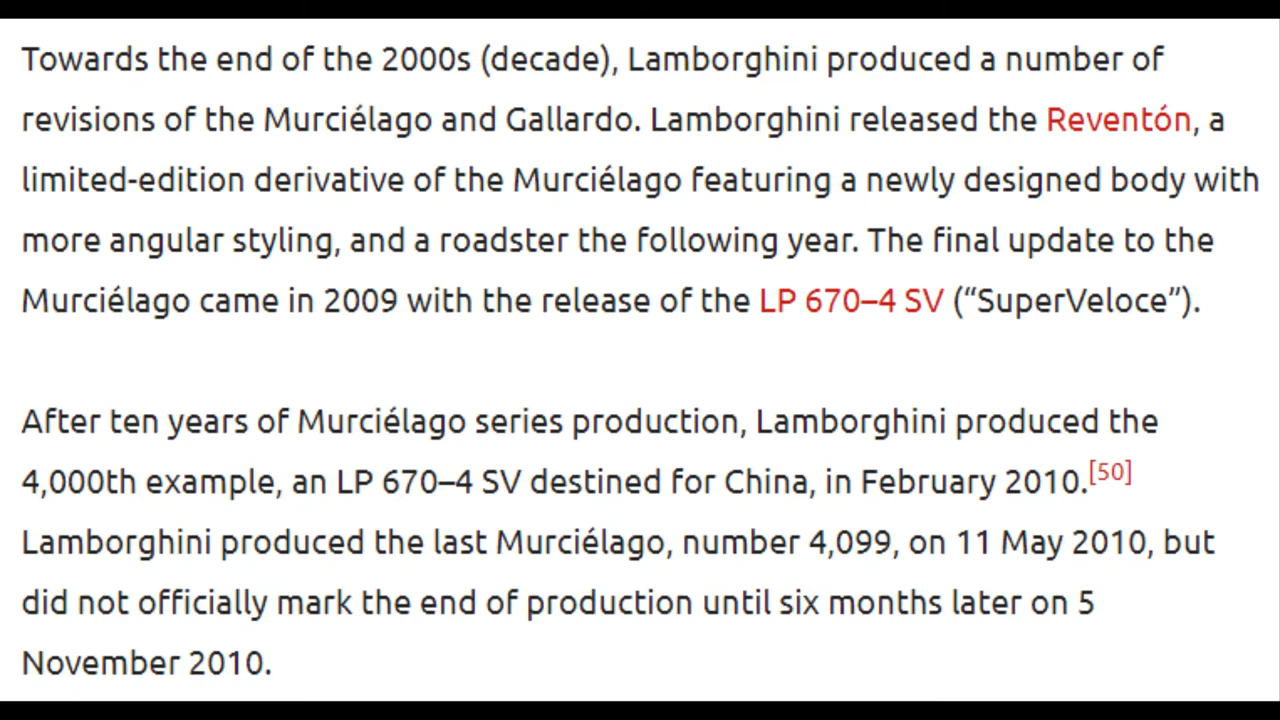 Towards the end of the 2000s (decade), Lamborghini produced a number of
revisions of the Murciélago and Gallardo. Lamborghini released the Reventón, a
limited-edition derivative of the Murciélago featuring a newly designed body with
more angular styling, and a roadster the following year. The final update to the
Murciélago came in 2009 with the release of the LP 670–4 SV (“SuperVeloce”).
After ten years of Murciélago series production, Lamborghini produced the
4,000th example, an LP 670–4 SV destined for China, in February 2010.[50]
Lamborghini produced the last Murciélago, number 4,099, on 11 May 2010, but
did not officially mark the end of production until six months later on 5
November 2010.